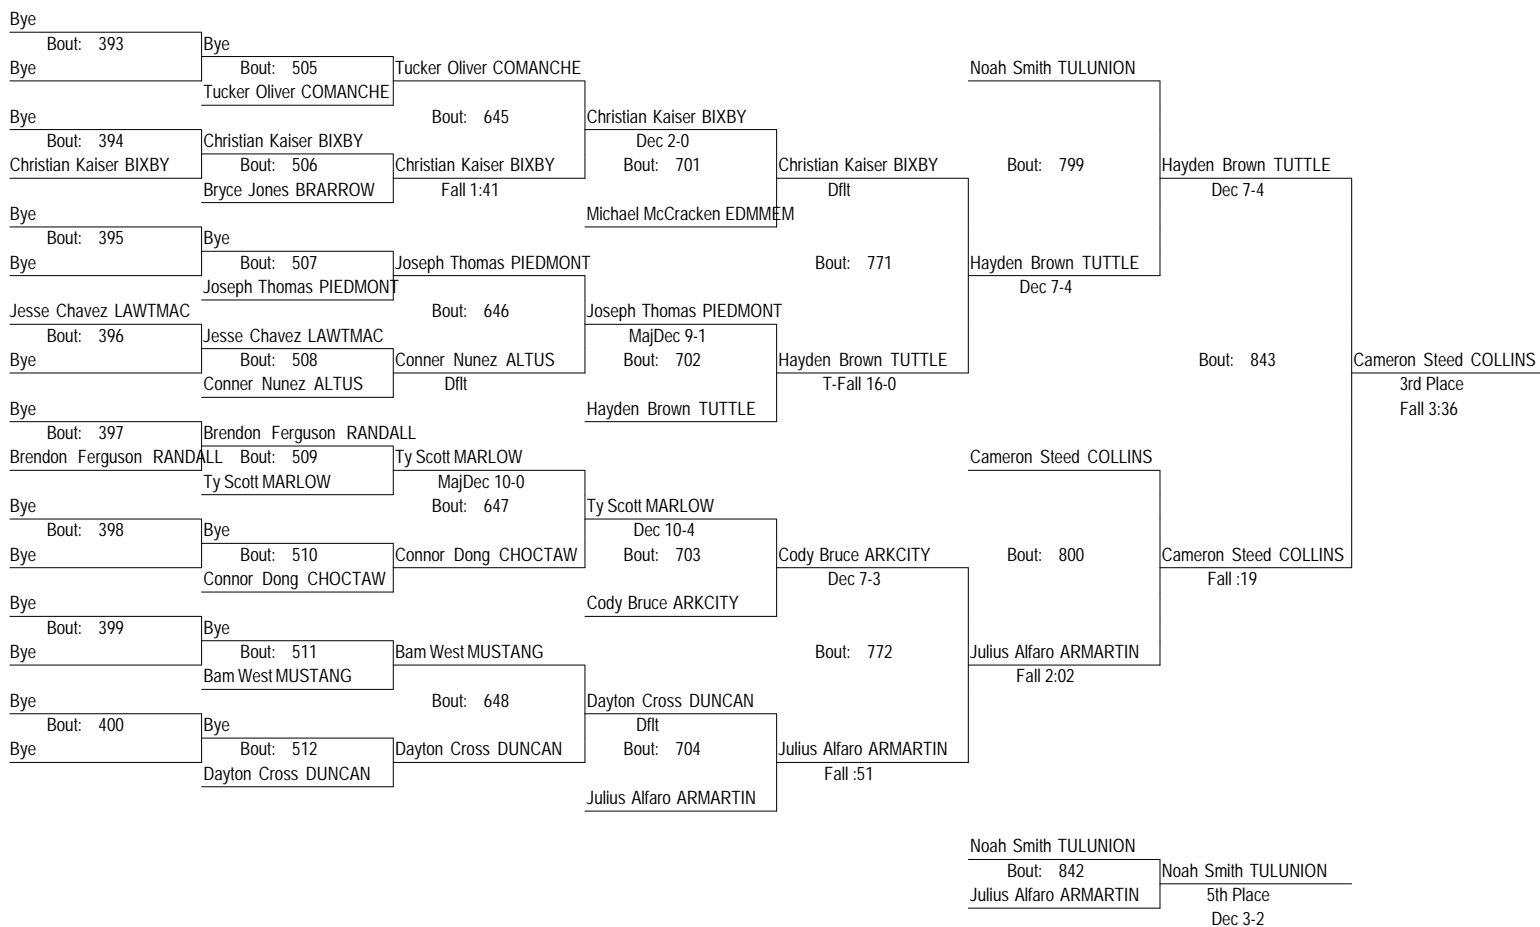 Bye
Bout: 393
Bye
Bye
Bout: 394
Christian Kaiser BIXBY
Bye
Bout: 395
Bye
Jesse Chavez LAWTMAC
Bout: 396
Bye
Bye
Bout: 397
Brendon Ferguson RANDALL
Bye
Bout: 398
Bye
Bye
Bout: 399
Bye
Bye
Bout: 400
Bye
Bye
Bout: 505
Tucker Oliver COMANCHE
Christian Kaiser BIXBY
Bout: 506
Bryce Jones BRARROW
Bye
Bout: 507
Joseph Thomas PIEDMONT
Jesse Chavez LAWTMAC
Bout: 508
Conner Nunez ALTUS
Brendon Ferguson RANDALL
Bout: 509
Ty Scott MARLOW
Bye
Bout: 510
Connor Dong CHOCTAW
Bye
Bout: 511
Bam West MUSTANG
Bye
Bout: 512
Dayton Cross DUNCAN
Tucker Oliver COMANCHE
Bout: 645
Christian Kaiser BIXBY
Fall 1:41
Joseph Thomas PIEDMONT
Bout: 646
Conner Nunez ALTUS
Dflt
Ty Scott MARLOW
MajDec 10-0
Bout: 647
Connor Dong CHOCTAW
Bam West MUSTANG
Bout: 648
Dayton Cross DUNCAN
Christian Kaiser BIXBY
Dec 2-0
Bout: 701
Michael McCracken EDMMEM
Joseph Thomas PIEDMONT
MajDec 9-1
Bout: 702
Hayden Brown TUTTLE
Ty Scott MARLOW
Dec 10-4
Bout: 703
Cody Bruce ARKCITY
Dayton Cross DUNCAN
Dflt
Bout: 704
Julius Alfaro ARMARTIN
Christian Kaiser BIXBY
Dflt
Bout: 771
Hayden Brown TUTTLE
T-Fall 16-0
Cody Bruce ARKCITY
Dec 7-3
Bout: 772
Julius Alfaro ARMARTIN
Fall :51
Noah Smith TULUNION
Bout: 799
Hayden Brown TUTTLE
Dec 7-4
Cameron Steed COLLINS
Bout: 800
Julius Alfaro ARMARTIN
Fall 2:02
Hayden Brown TUTTLE
Dec 7-4
Bout: 843
Cameron Steed COLLINS
Fall :19
Cameron Steed COLLINS
3rd Place
Fall 3:36
Noah Smith TULUNION
Bout: 842
Julius Alfaro ARMARTIN
Noah Smith TULUNION
5th Place
Dec 3-2